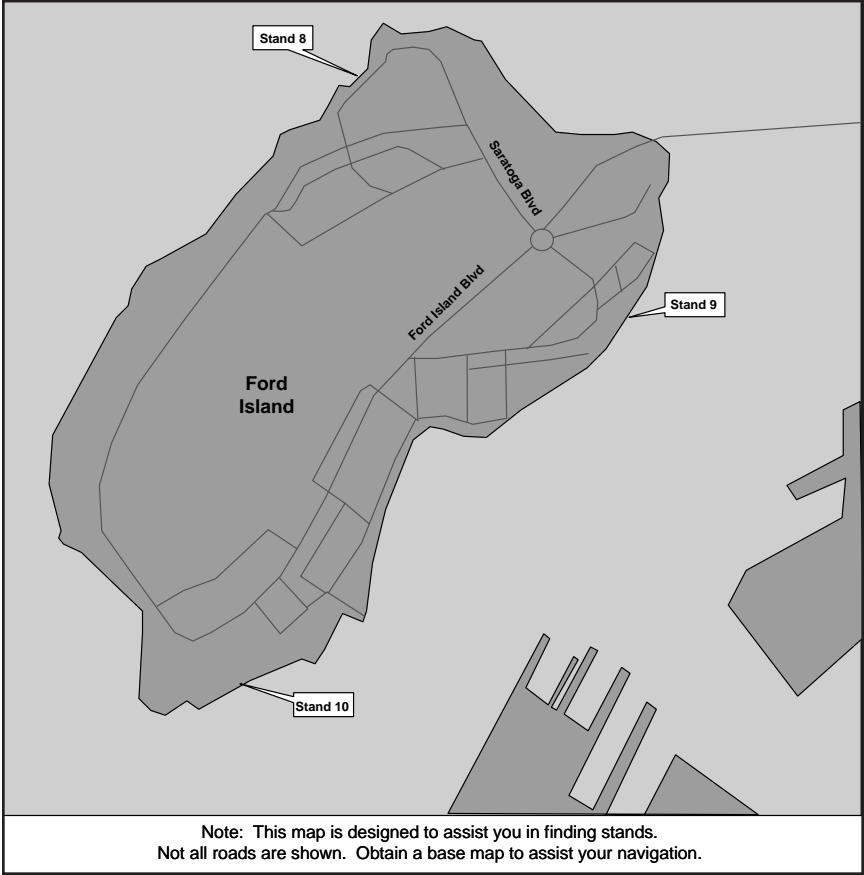 Stand 8
Saratoga Blvd
Ford Island Blvd
Stand 9
Ford
Island
Stand 10
Note: This map is designed to assist you in finding stands.
Not all roads are shown. Obtain a base map to assist your navigation.